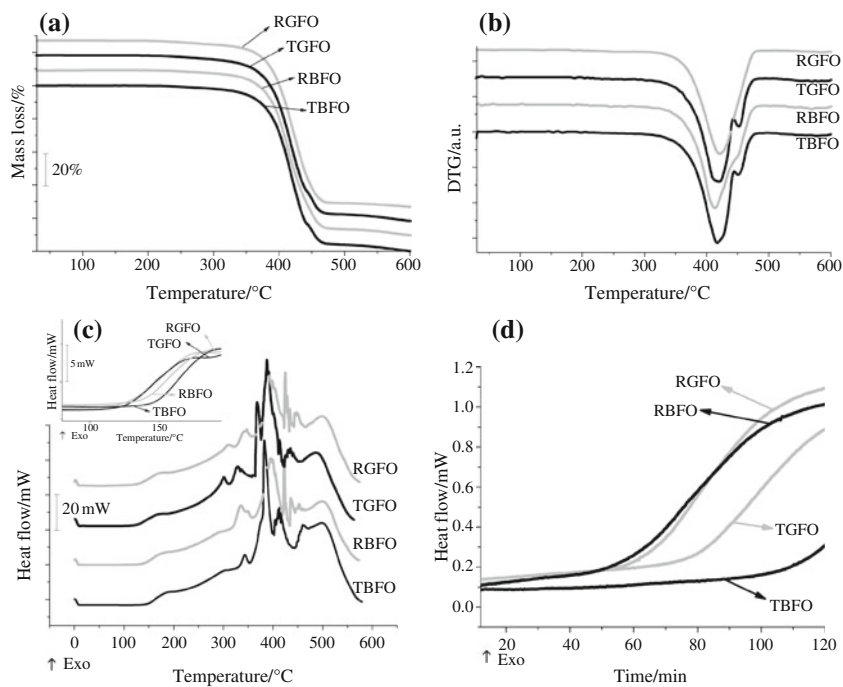 (a)
RGFO
TGFO
RBFO
TBFO
20%
Mass loss/%
0 100 200 300 400 500 600
Temperature/°C
(b)
RGFO
TGFO
RBFO
TBFO
DTG/a.u.
100 200 300 400 500 600
Temperature/°C
(c)
RGFO
TGFO
5 mW
RBFO
TBFO
Heat flow/mW
100 150
↑ Exo
Temperature/°C
RGFO
TGFO
20 mW
RBFO
TBFO
Heat flow/mW
0 100 200 300 400 500 600
↑ Exo
Temperature/°C
(d)
1.2
1.0
0.8
0.6
0.4
0.2
0.0
RGFO
RBFO
TGFO
TBFO
Heat flow/mW
20 40 60 80 100 120
↑ Exo
Time/min